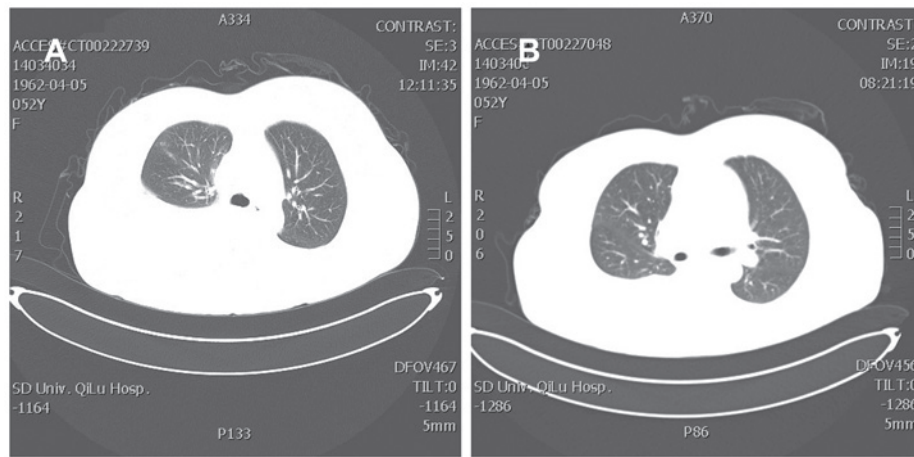 A334
CONTRAST:
SE:3
IM:42
12:11:35
ACCES #CT00222739
A
14034034
1962-04-05
052Y
F
R
2
1
7
L
2
5
0
DFOV467
TILT:0
-1164
5mm
SD Univ. QiLu Hosp.
-1164
P133
A370
CONTRAST:
SE:2
IM:19
08:21:19
B
1962-04-05
052Y
F
R
2
0
6
L
2
5
0
DFOV456
TILT:0
-1286
5mm
SD Univ. QiLu Hosp.
-1286
P86